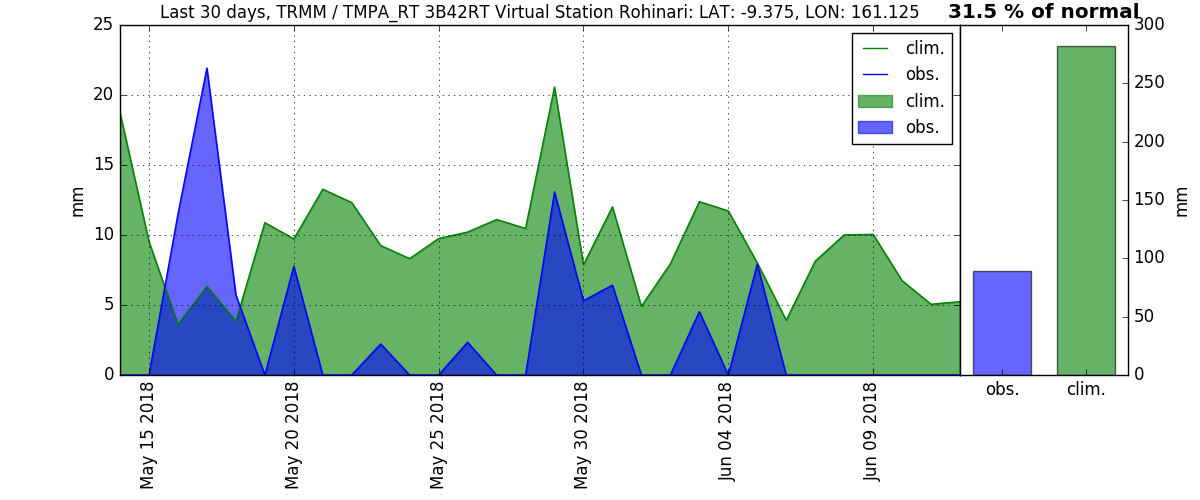 Last 30 days, TRMM / TMPA_RT 3B42RT Virtual Station Rohinari: LAT: -9.375, LON: 161.125
31.5 % of normal
25
20
15
10
5
0
mm
clim.
obs.
clim.
obs.
May 15 2018
May 20 2018
May 25 2018
May 30 2018
Jun 04 2018
Jun 09 2018
300
250
200
150
100
50
0
mm
obs.
clim.